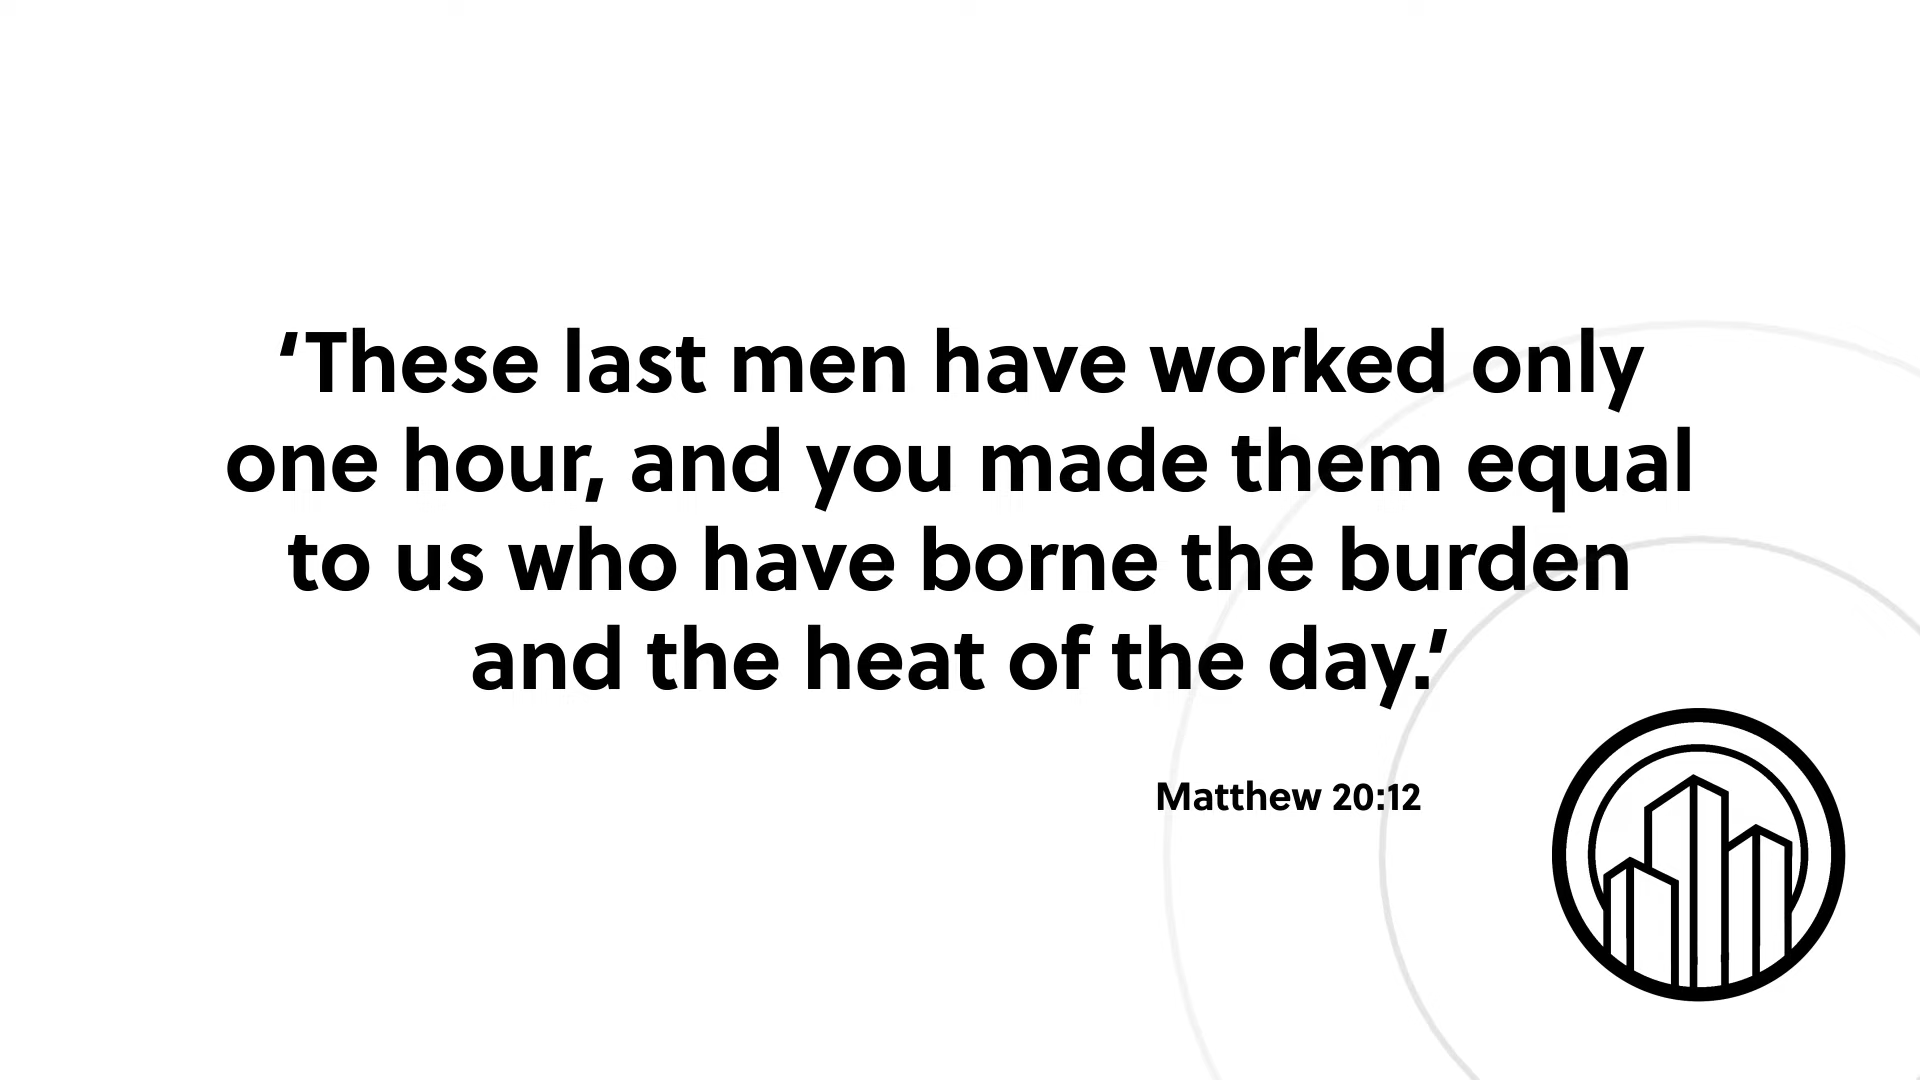 ‘These last men have worked only
one hour, and you made them equal
to us who have borne the burden
and the heat of the day.’
Matthew 20:12